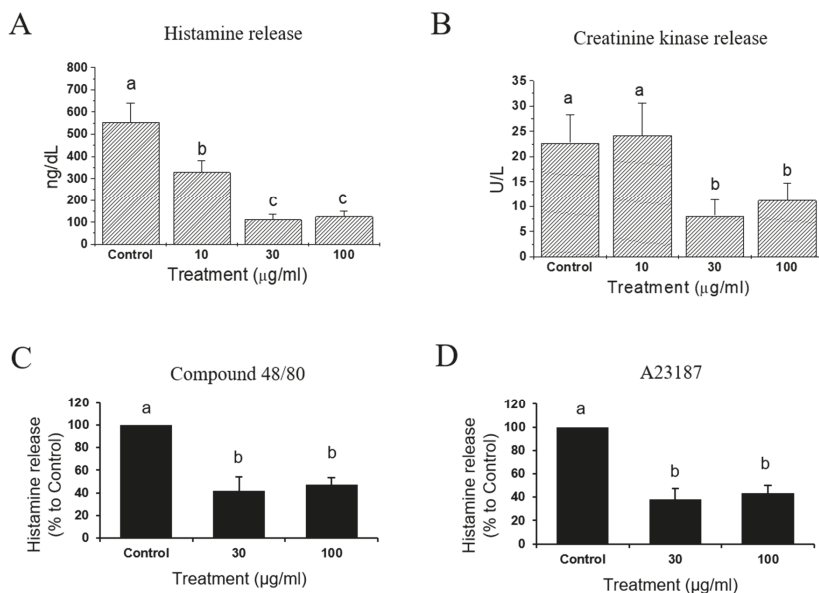 A
Histamine release
ng/dL
800
700
600
500
400
300
200
100
0
a
b
c
c
Control 10 30 100
Treatment (μg/ml)
B
Creatinine kinase release
U/L
35
30
25
20
15
10
5
0
a
a
b
b
Control 10 30 100
Treatment (μg/ml)
C
Compound 48/80
Histamine release
(% to Control)
120
100
80
60
40
20
0
a
b
b
Control 30 100
Treatment (μg/ml)
D
A23187
Histamine release
(% to Control)
120
100
80
60
40
20
0
a
b
b
Control 30 100
Treatment (μg/ml)